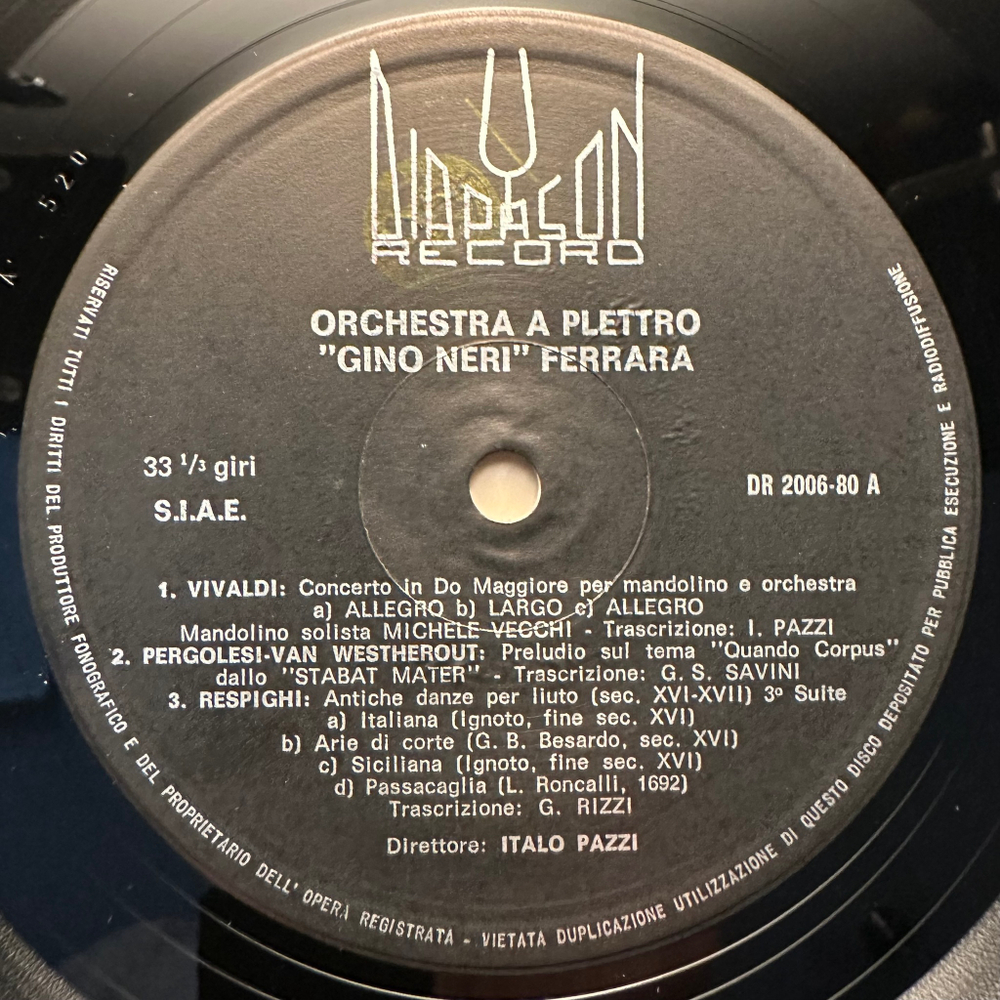 DIAPASON
RECORD
ORCHESTRA A PLETTRO
"GINO NERI" FERRARA
33 1/3 giri
S.I.A.E.
DR 2006-80 A
1. VIVALDI: Concerto in Do Maggiore per mandolino e orchestra
a) ALLEGRO b) LARGO c) ALLEGRO
Mandolino solista MICHELE VECCHI - Trascrizione: I. PAZZI
2. PERGOLESI-VAN WESTHEROUT: Preludio sul tema "Quando Corpus"
dallo "STABAT MATER" - Trascrizione: G. S. SAVINI
3. RESPIGHI: Antiche danze per liuto (sec. XVI-XVII) 3º Suite
a) Italiana (Ignoto, fine sec. XVI)
b) Arie di corte (G. B. Besardo, sec. XVI)
c) Siciliana (Ignoto, fine sec. XVI)
d) Passacaglia (L. Roncalli, 1692)
Trascrizione: G. RIZZI
Direttore: ITALO PAZZI
RISERVATI TUTTI I DIRITTI DEL PRODUTTORE FONOGRAFICO E DEL PROPRIETARIO DELL' OPERA REGISTRATA - VIETATA DUPLICAZIONE UTILIZZAZIONE DI QUESTO DISCO DEPOSITATO PER PUBBLICA ESECUZIONE E RADIODIFFUSIONE
520